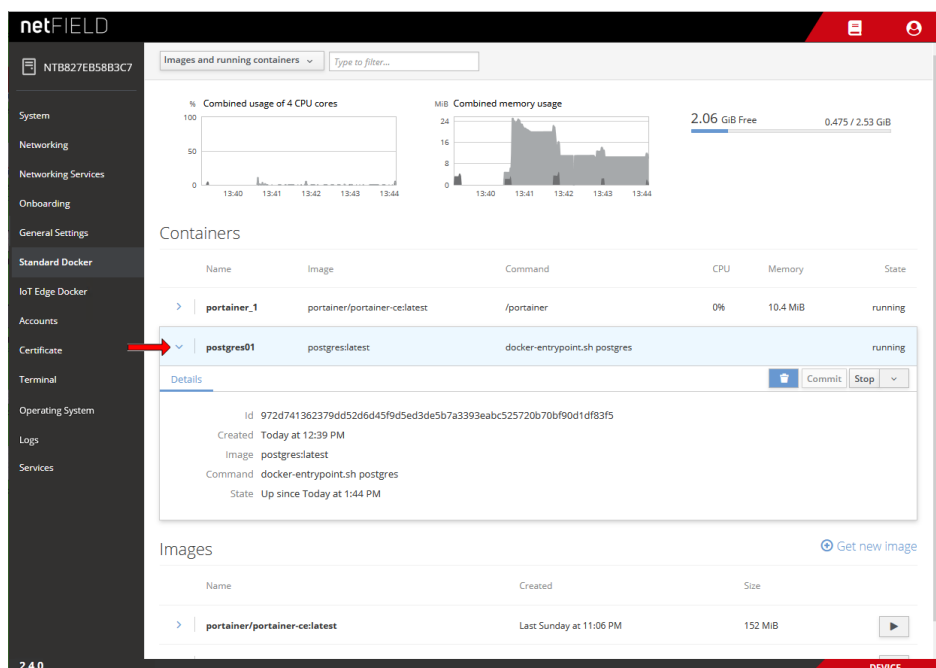 netFIELD
NTB827EB58B3C7
System
Networking
Networking Services
Onboarding
General Settings
Standard Docker
IoT Edge Docker
Accounts
Certificate
Terminal
Operating System
Logs
Services
2.4.0
Images and running containers
Type to filter...
% Combined usage of 4 CPU cores
100
50
0
13:40 13:41 13:42 13:43 13:44
MiB Combined memory usage
24
16
8
0
13:40 13:41 13:42 13:43 13:44
2.06 GiB Free 0.475 / 2.53 GiB
Containers
Name Image Command CPU Memory State
portainer_1 portainer/portainer-ce:latest /portainer 0% 10.4 MiB running
postgres01 postgres:latest docker-entrypoint.sh postgres running
Details Commit Stop
Id 972d741362379dd52d6d45f9d5ed3de5b7a3393eabc525720b70bf90d1df83f5
Created Today at 12:39 PM
Image postgres:latest
Command docker-entrypoint.sh postgres
State Up since Today at 1:44 PM
Images Get new image
Name Created Size
portainer/portainer-ce:latest Last Sunday at 11:06 PM 152 MiB
DEVICE